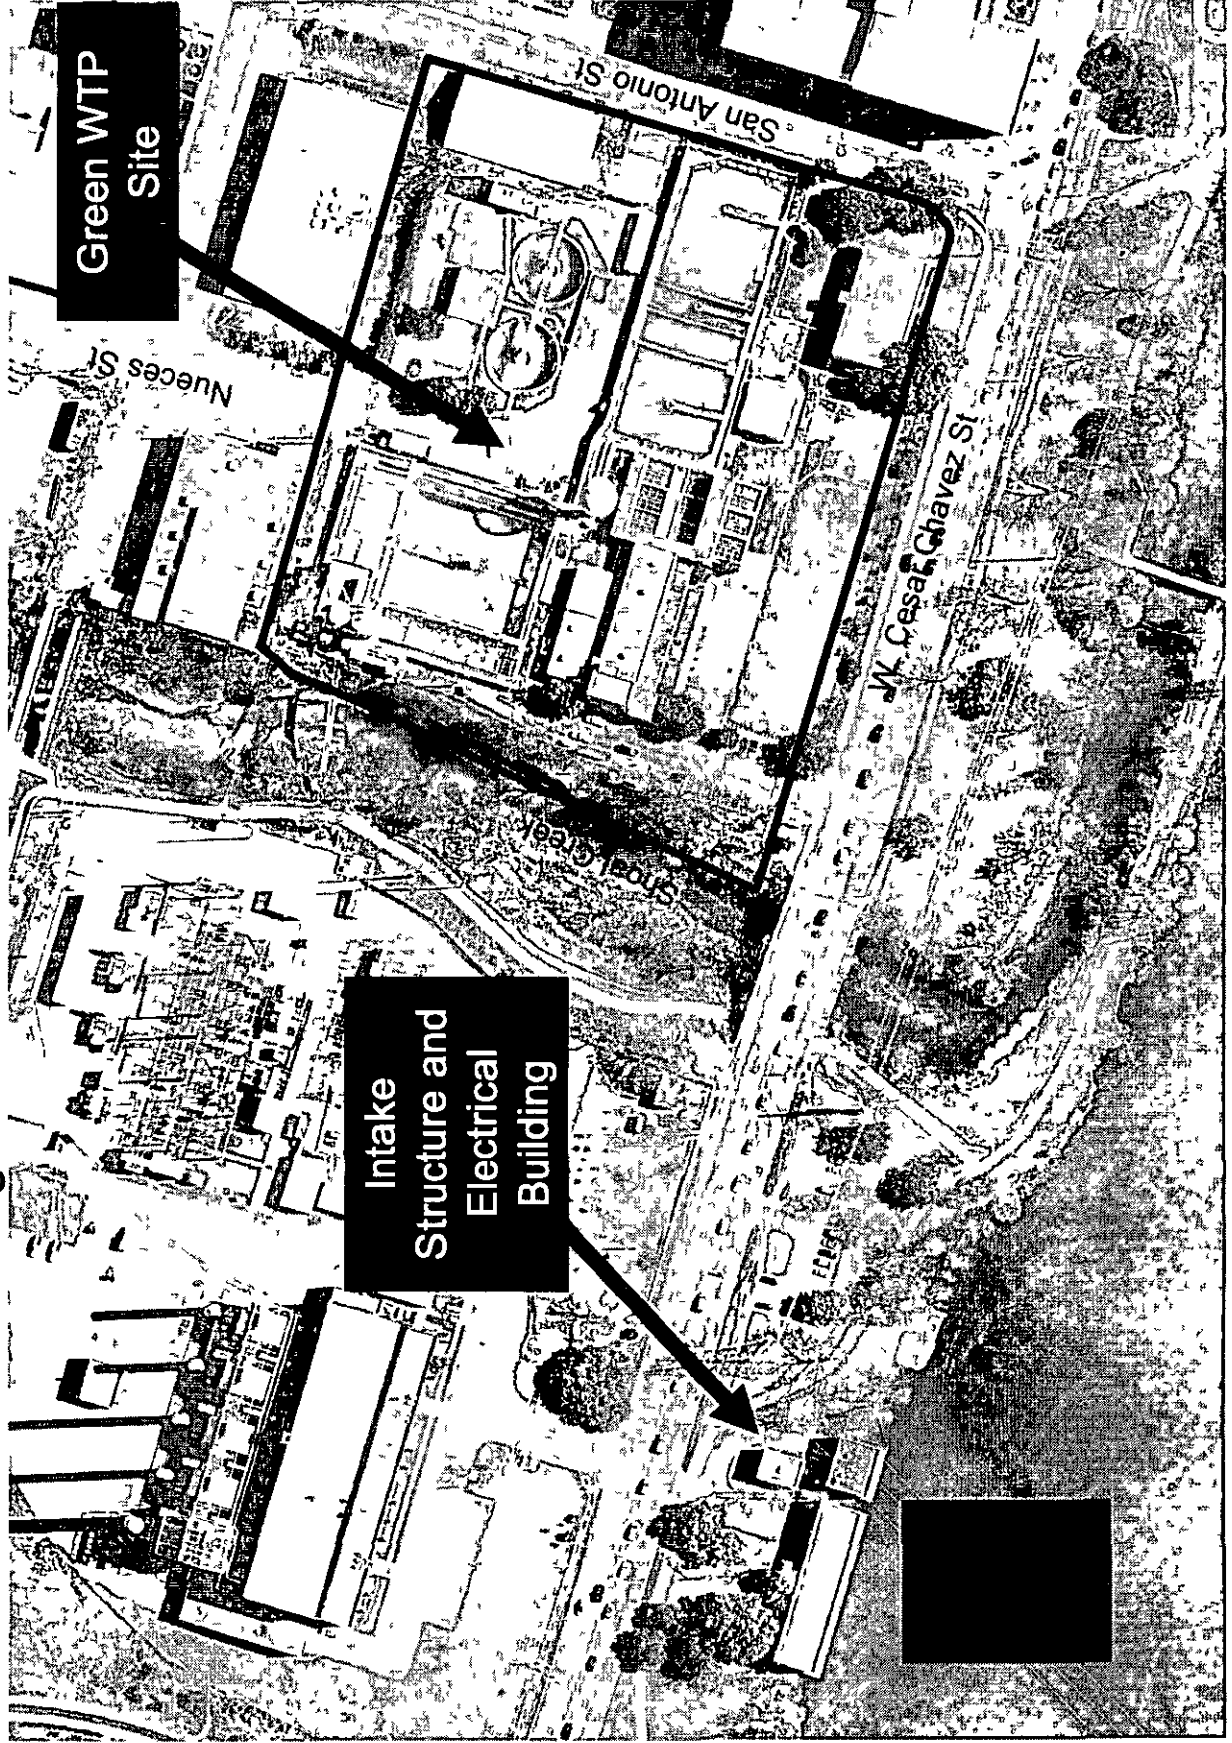 Green WTP
Site
Nueces St
San Antonio St
W. Cesar Chavez St
Shoal Creek
Intake
Structure and
Electrical
Building